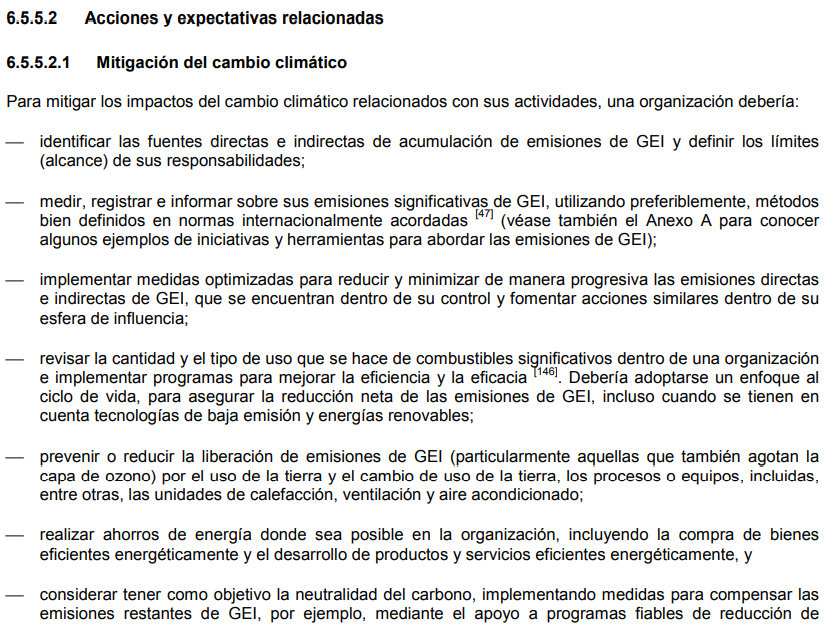 6.5.5.2 Acciones y expectativas relacionadas
6.5.5.2.1 Mitigación del cambio climático
Para mitigar los impactos del cambio climático relacionados con sus actividades, una organización debería:
— identificar las fuentes directas e indirectas de acumulación de emisiones de GEI y definir los límites
(alcance) de sus responsabilidades;
— medir, registrar e informar sobre sus emisiones significativas de GEI, utilizando preferiblemente, métodos
bien definidos en normas internacionalmente acordadas [47] (véase también el Anexo A para conocer
algunos ejemplos de iniciativas y herramientas para abordar las emisiones de GEI);
— implementar medidas optimizadas para reducir y minimizar de manera progresiva las emisiones directas
e indirectas de GEI, que se encuentran dentro de su control y fomentar acciones similares dentro de su
esfera de influencia;
— revisar la cantidad y el tipo de uso que se hace de combustibles significativos dentro de una organización
e implementar programas para mejorar la eficiencia y la eficacia [146]. Debería adoptarse un enfoque al
ciclo de vida, para asegurar la reducción neta de las emisiones de GEI, incluso cuando se tienen en
cuenta tecnologías de baja emisión y energías renovables;
— prevenir o reducir la liberación de emisiones de GEI (particularmente aquellas que también agotan la
capa de ozono) por el uso de la tierra y el cambio de uso de la tierra, los procesos o equipos, incluidas,
entre otras, las unidades de calefacción, ventilación y aire acondicionado;
— realizar ahorros de energía donde sea posible en la organización, incluyendo la compra de bienes
eficientes energéticamente y el desarrollo de productos y servicios eficientes energéticamente, y
— considerar tener como objetivo la neutralidad del carbono, implementando medidas para compensar las
emisiones restantes de GEI, por ejemplo, mediante el apoyo a programas fiables de reducción de